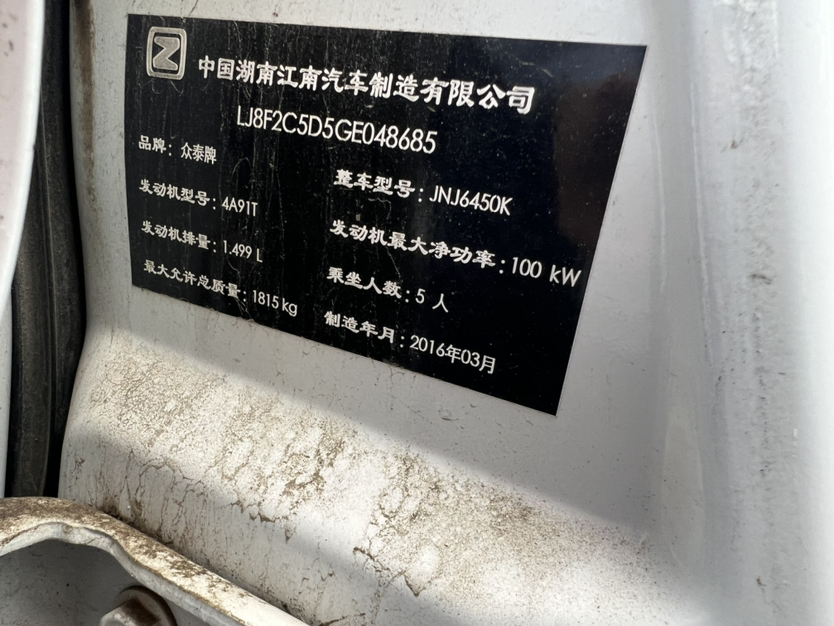 中国湖南江南汽车制造有限公司
LJ8F2C5D5GE048685
品牌：众泰牌
整车型号：JNJ6450K
发动机型号：4A91T
发动机最大净功率：100 kW
发动机排量：1.499 L
乘坐人数：5 人
最大允许总质量：1815 kg
制造年月：2016年03月